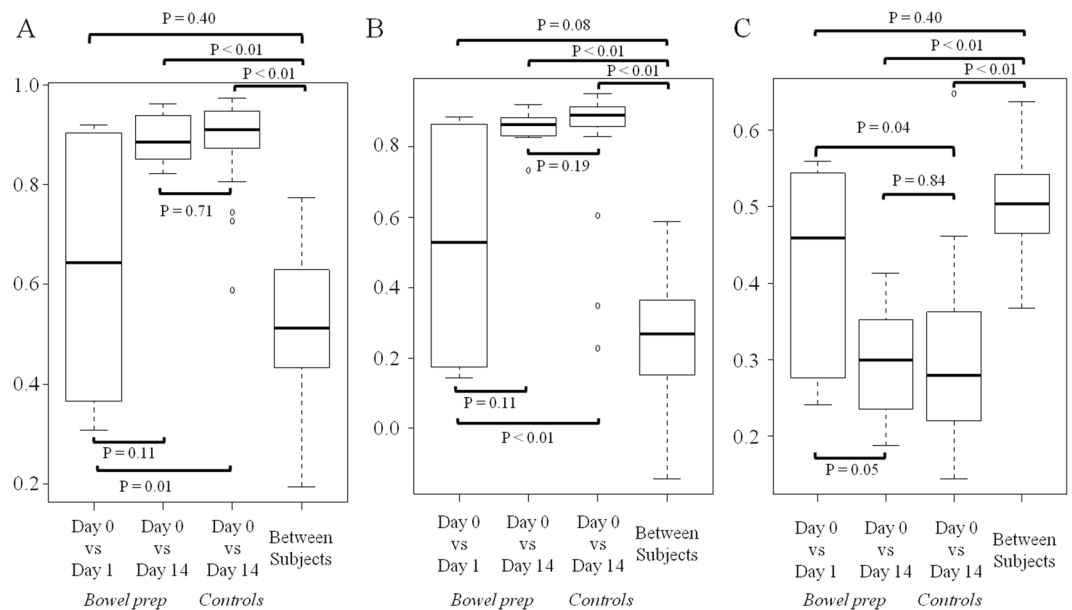 A
P = 0.40
P < 0.01
P < 0.01
1.0
0.8
0.6
0.4
0.2
P = 0.71
P = 0.11
P = 0.01
Day 0
vs
Day 1
Day 0
vs
Day 14
Day 0
vs
Day 14
Between
Subjects
Bowel prep
Controls
B
P = 0.08
P < 0.01
P < 0.01
0.8
0.6
0.4
0.2
0.0
P = 0.19
P = 0.11
P < 0.01
Day 0
vs
Day 1
Day 0
vs
Day 14
Day 0
vs
Day 14
Between
Subjects
Bowel prep
Controls
C
P = 0.40
P < 0.01
P < 0.01
0.6
0.5
0.4
0.3
0.2
P = 0.04
P = 0.84
P = 0.05
Day 0
vs
Day 1
Day 0
vs
Day 14
Day 0
vs
Day 14
Between
Subjects
Bowel prep
Controls